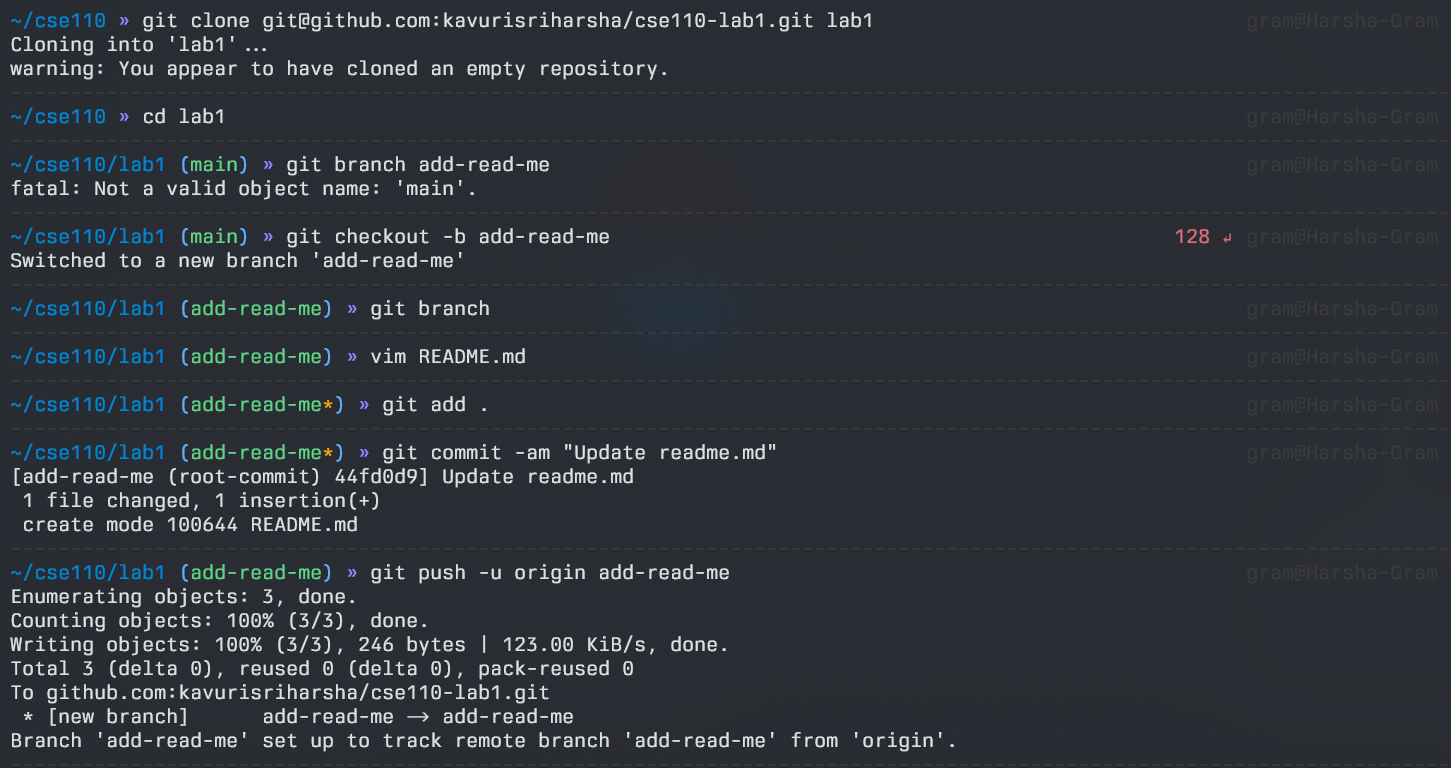 ~/cse110 » git clone git@github.com:kavurisriharsha/cse110-lab1.git lab1 gram@Harsha-Gram
Cloning into 'lab1'...
warning: You appear to have cloned an empty repository.
~/cse110 » cd lab1 gram@Harsha-Gram
~/cse110/lab1 (main) » git branch add-read-me gram@Harsha-Gram
fatal: Not a valid object name: 'main'.
~/cse110/lab1 (main) » git checkout -b add-read-me 128 ↲ gram@Harsha-Gram
Switched to a new branch 'add-read-me'
~/cse110/lab1 (add-read-me) » git branch gram@Harsha-Gram
~/cse110/lab1 (add-read-me) » vim README.md gram@Harsha-Gram
~/cse110/lab1 (add-read-me*) » git add . gram@Harsha-Gram
~/cse110/lab1 (add-read-me*) » git commit -am "Update readme.md" gram@Harsha-Gram
[add-read-me (root-commit) 44fd0d9] Update readme.md
 1 file changed, 1 insertion(+)
 create mode 100644 README.md
~/cse110/lab1 (add-read-me) » git push -u origin add-read-me gram@Harsha-Gram
Enumerating objects: 3, done.
Counting objects: 100% (3/3), done.
Writing objects: 100% (3/3), 246 bytes | 123.00 KiB/s, done.
Total 3 (delta 0), reused 0 (delta 0), pack-reused 0
To github.com:kavurisriharsha/cse110-lab1.git
 * [new branch]      add-read-me -> add-read-me
Branch 'add-read-me' set up to track remote branch 'add-read-me' from 'origin'.